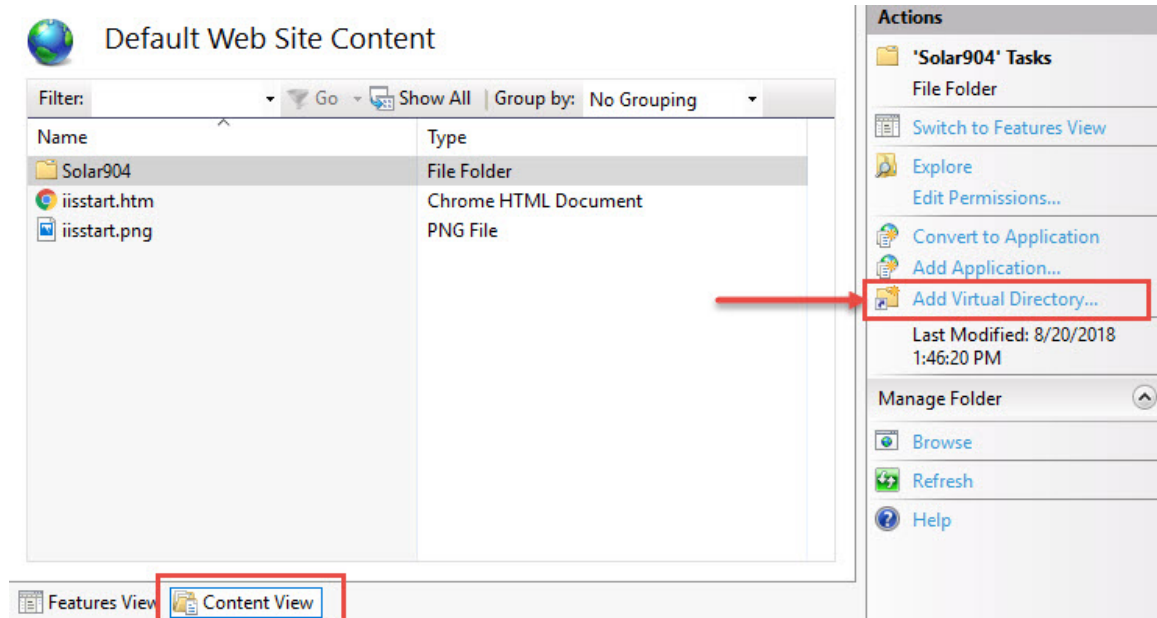 Default Web Site Content
Filter: Go Show All Group by: No Grouping
Name Type
Solar904 File Folder
iisstart.htm Chrome HTML Document
iisstart.png PNG File
Features View Content View
Actions
'Solar904' Tasks
File Folder
Switch to Features View
Explore
Edit Permissions...
Convert to Application
Add Application...
Add Virtual Directory...
Last Modified: 8/20/2018
1:46:20 PM
Manage Folder
Browse
Refresh
Help